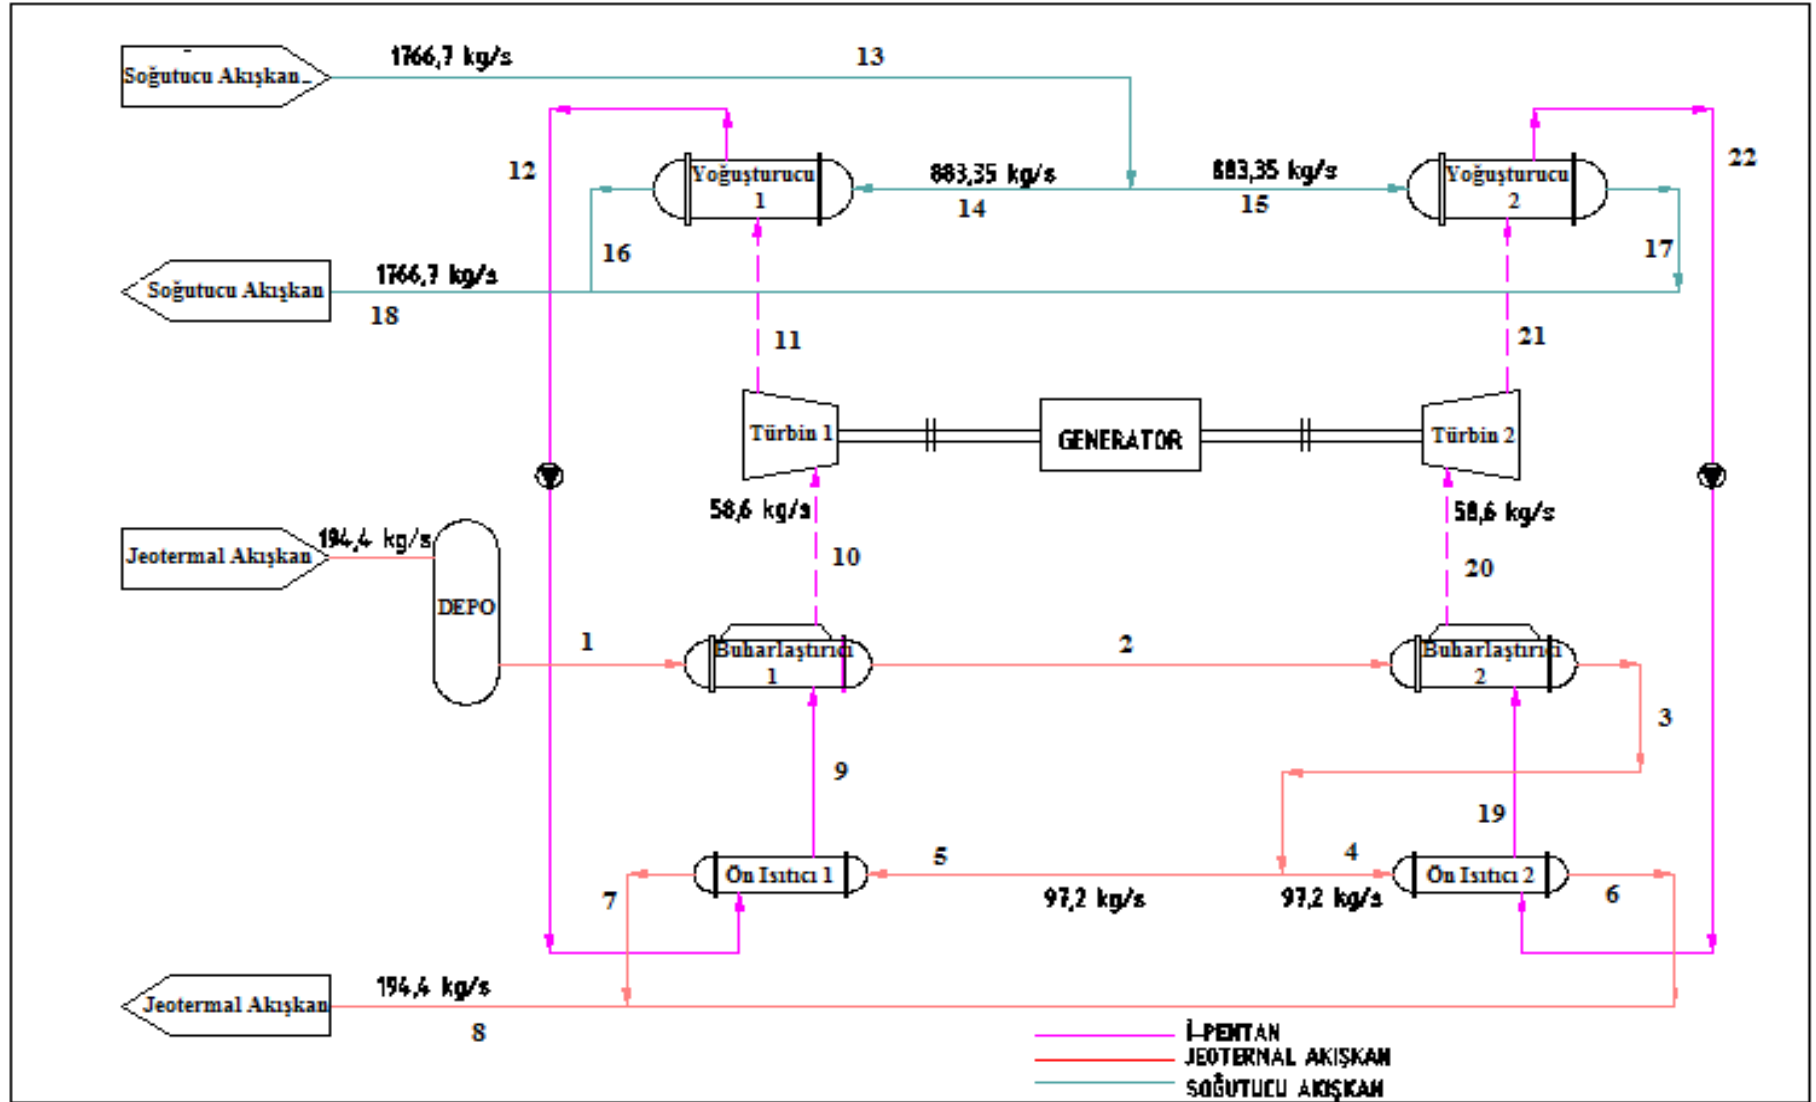 1766,7 kg/s
13
Soğutucu Akışkan
12
Yoğuşturucu
1
883,35 kg/s
14
883,35 kg/s
15
Yoğuşturucu
2
22
16
17
1766,7 kg/s
Soğutucu Akışkan
18
11
21
Türbin 1
GENERATOR
Türbin 2
58,6 kg/s
58,6 kg/s
194,4 kg/s
Jeotermal Akışkan
10
20
DEPO
1
Buharlaştırıcı
1
2
Buharlaştırıcı
2
3
9
19
5
4
Ön Isıtıcı 1
Ön Isıtıcı 2
7
97,2 kg/s
97,2 kg/s
6
194,4 kg/s
Jeotermal Akışkan
8
İ-PENTAN
JEOTERNAL AKIŞKAN
SOĞUTUCU AKIŞKAN